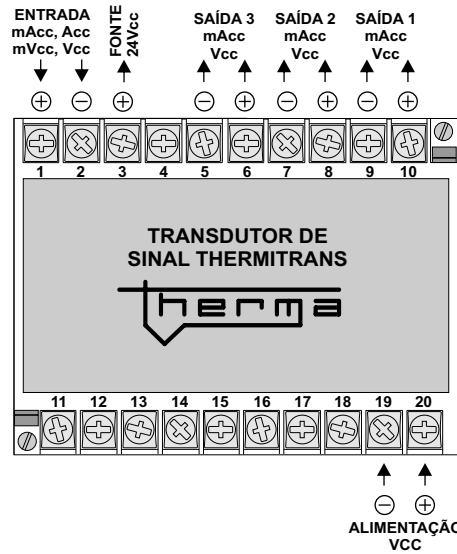 ENTRADA
mAcc, Acc
mVcc, Vcc
FONTE
24Vcc
SAÍDA 3
mAcc
Vcc
SAÍDA 2
mAcc
Vcc
SAÍDA 1
mAcc
Vcc
+ − + − + − + − +
1 2 3 4 5 6 7 8 9 10
TRANSDUTOR DE
SINAL THERMITRANS
therma
11 12 13 14 15 16 17 18 19 20
− +
ALIMENTAÇÃO
VCC